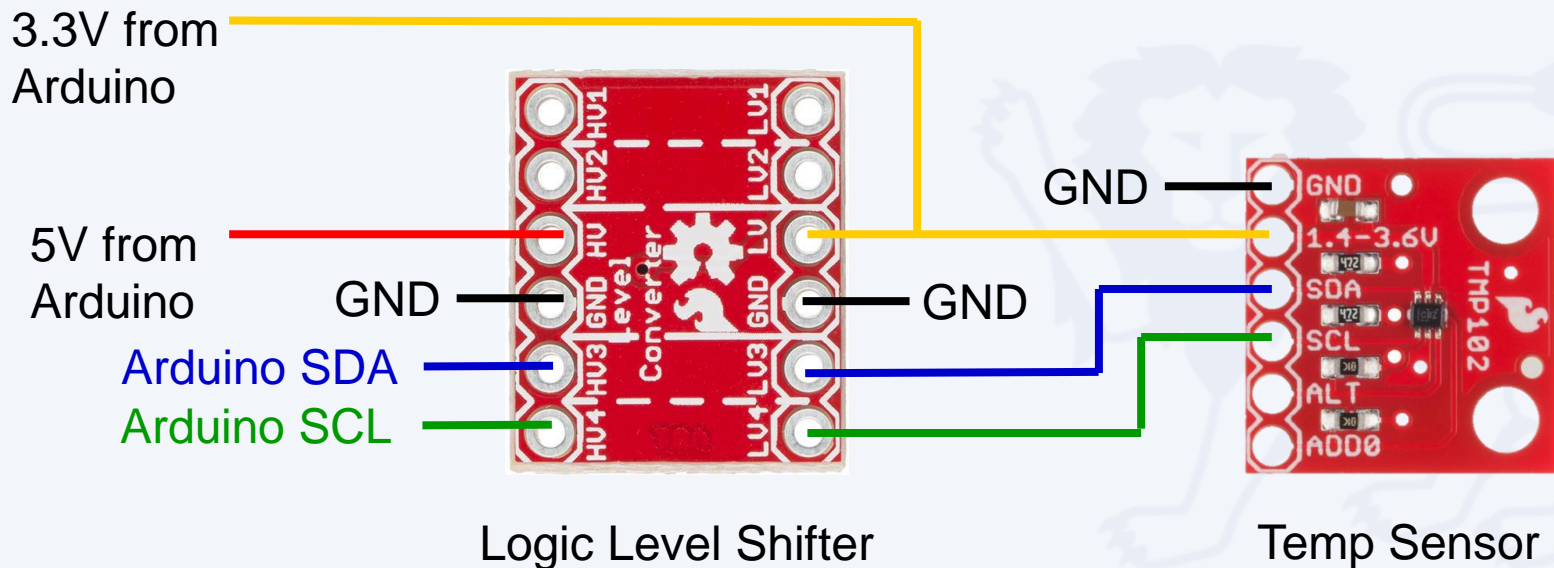 3.3V from
Arduino
5V from
Arduino
GND
Arduino SDA
Arduino SCL
HV1
HV2
HV
GND
HV3
HV4
Level
Converter
LV1
LV2
LV
GND
LV3
LV4
GND
GND
GND
1.4-3.6V
SDA
SCL
ALT
ADD0
472
472
TMP102
Logic Level Shifter
Temp Sensor